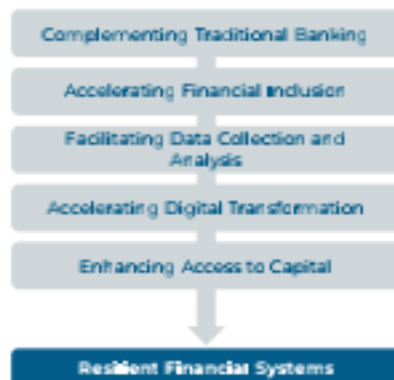 Complementing Traditional Banking
Accelerating Financial Inclusion
Facilitating Data Collection and
Analysis
Accelerating Digital Transformation
Enhancing Access to Capital
Resilient Financial Systems